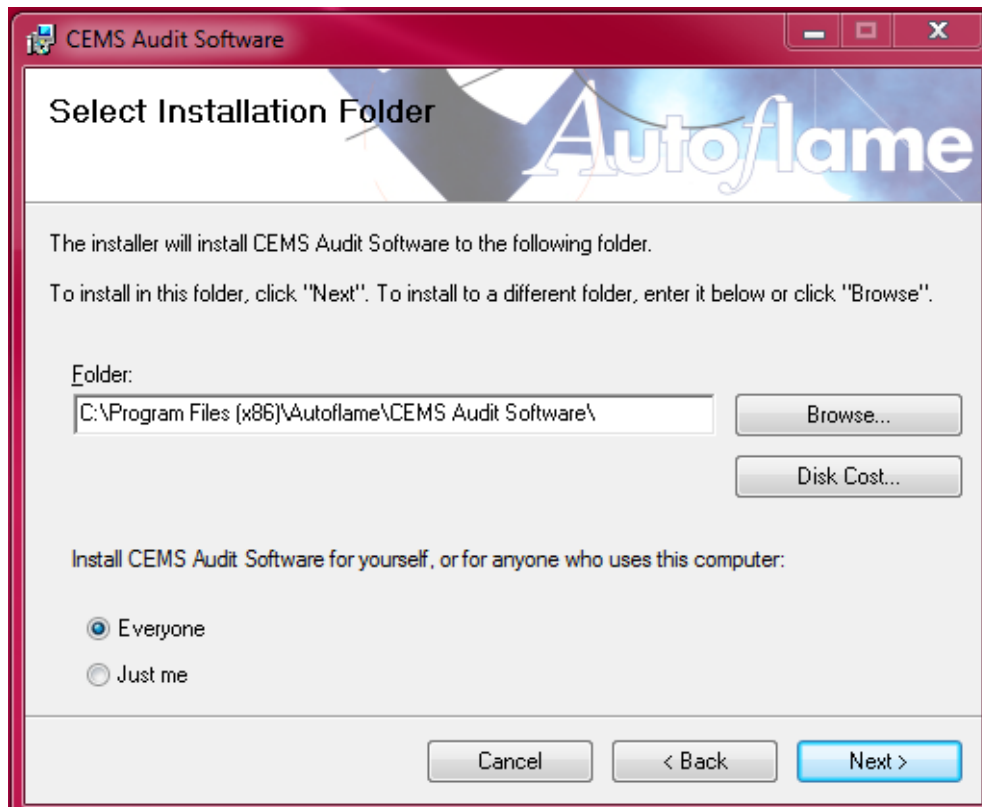 CEMS Audit Software
Select Installation Folder
Autoflame
The installer will install CEMS Audit Software to the following folder.
To install in this folder, click "Next". To install to a different folder, enter it below or click "Browse".
Folder:
C:\Program Files (x86)\Autoflame\CEMS Audit Software\
Browse...
Disk Cost...
Install CEMS Audit Software for yourself, or for anyone who uses this computer:
Everyone
Just me
Cancel
< Back
Next >